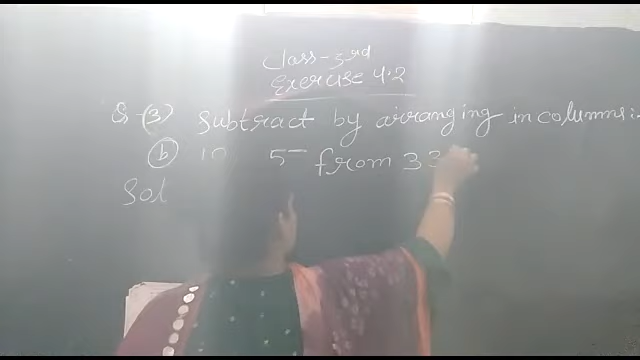 Class-3rd
Exercise 4.2
Q-(3) Subtract by arranging in columns:-
(b) from 33
Sol